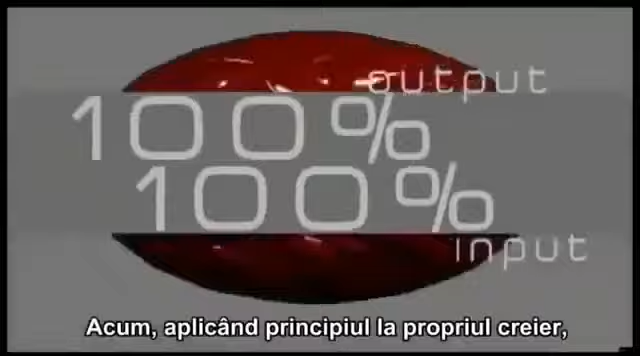 output
100%
100%
input
Acum, aplicând principiul la propriul creier,